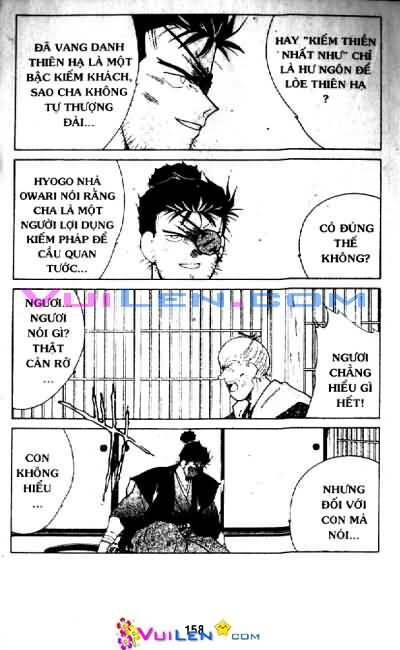 HAY "KIẾM THIỀN
NHẤT NHƯ" CHỈ
LÀ HƯ NGÔN ĐỂ
LÒE THIÊN HẠ
?
ĐÃ VANG DANH
THIÊN HẠ LÀ MỘT
BẬC KIẾM KHÁCH,
SAO CHA KHÔNG
TỰ THƯỢNG
ĐÀI...
CÓ ĐÚNG
THẾ
KHÔNG?
HYOGO NHÀ
OWARI NÓI RẰNG
CHA LÀ MỘT
NGƯỜI LỢI DỤNG
KIẾM PHÁP ĐỂ
CẦU QUAN
TƯỚC...
VUILEN.COM
NGƯƠI
CHẲNG
HIỂU GÌ
HẾT!
NGƯƠI..
NGƯƠI
NÓI GÌ?
THẬT
CÀN RỠ
...
NHƯNG
ĐỐI VỚI
CON MÀ
NÓI...
CON
KHÔNG
HIỂU...
158
VUILEN
.com